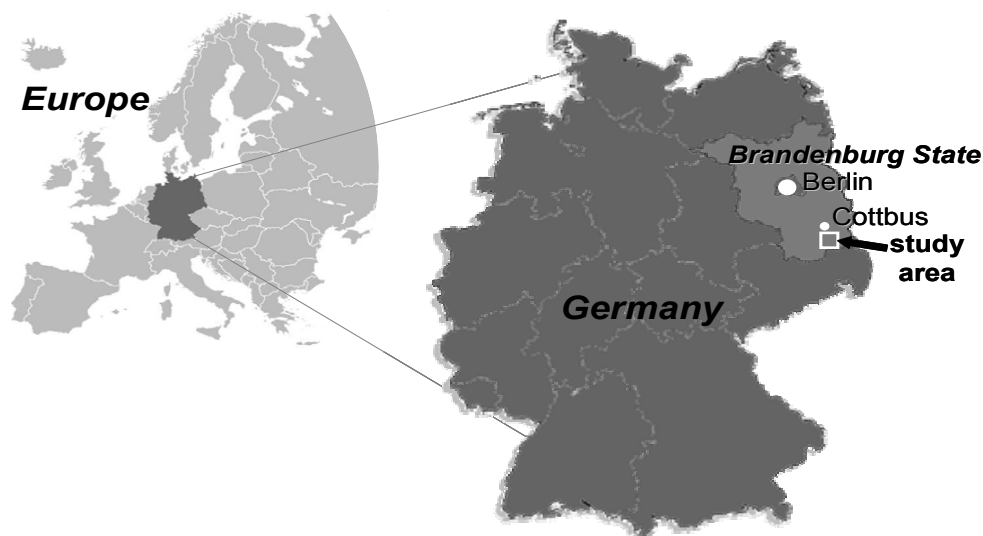 Europe
Brandenburg State
Berlin
Cottbus
study
area
Germany